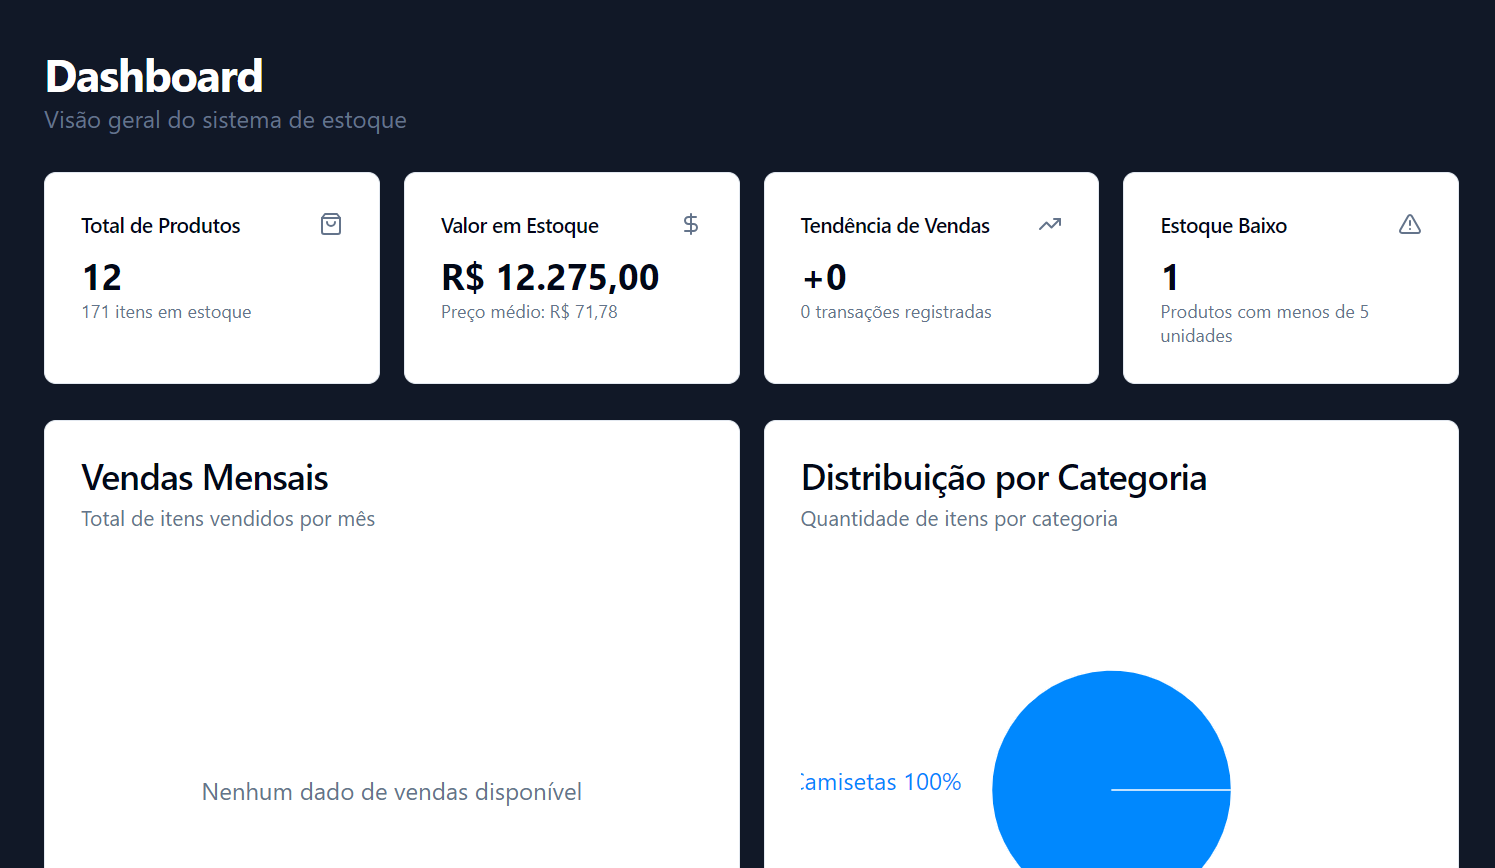 Dashboard
Visão geral do sistema de estoque
Total de Produtos
12
171 itens em estoque
Valor em Estoque
R$ 12.275,00
Preço médio: R$ 71,78
Tendência de Vendas
+0
0 transações registradas
Estoque Baixo
1
Produtos com menos de 5
unidades
Vendas Mensais
Total de itens vendidos por mês
Nenhum dado de vendas disponível
Distribuição por Categoria
Quantidade de itens por categoria
Camisetas 100%